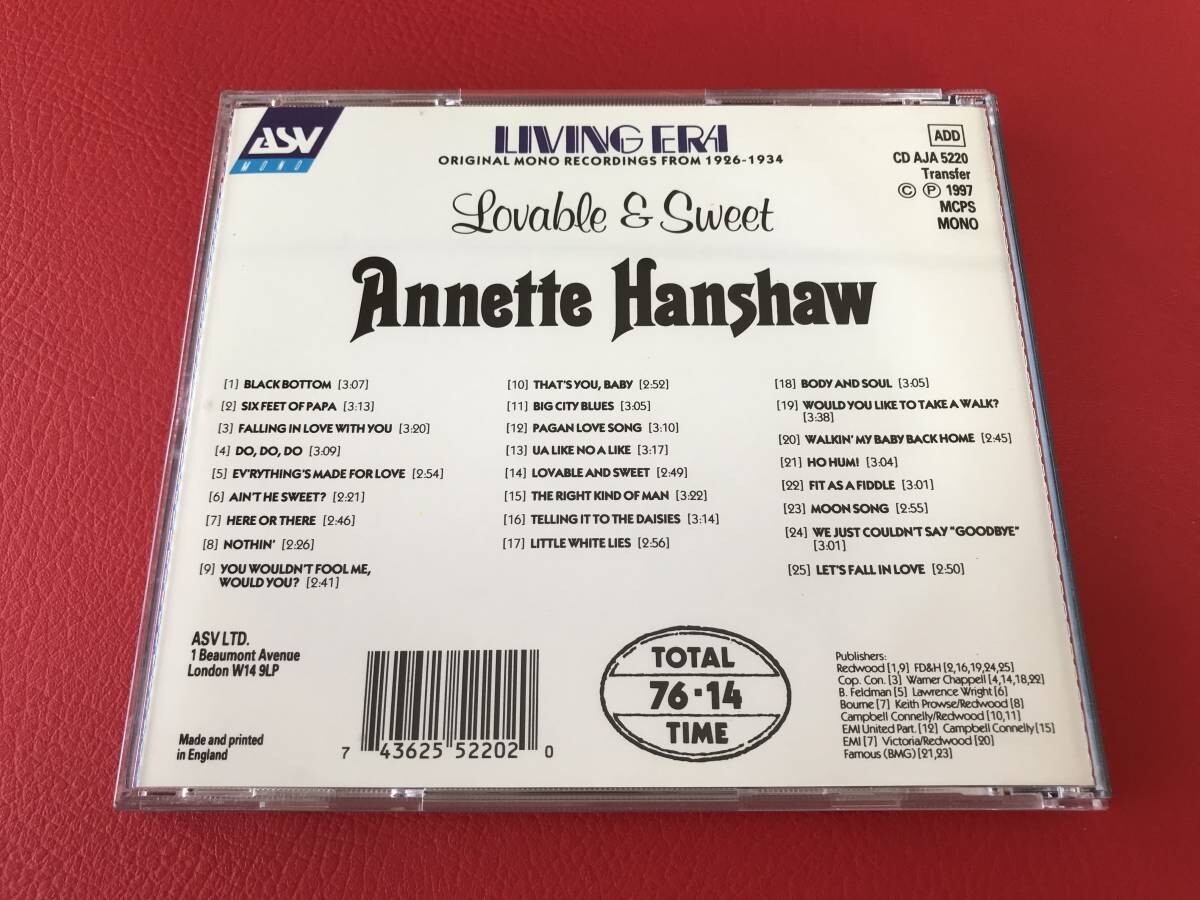 ASV
MONO
LIVING ERA
ORIGINAL MONO RECORDINGS FROM 1926-1934
Lovable & Sweet
Annette Hanshaw
ADD
CD AJA 5220
Transfer
© ℗ 1997
MCPS
MONO
[1] BLACK BOTTOM [3:07]
[2] SIX FEET OF PAPA [3:13]
[3] FALLING IN LOVE WITH YOU [3:20]
[4] DO, DO, DO [3:09]
[5] EV'RYTHING'S MADE FOR LOVE [2:54]
[6] AIN'T HE SWEET? [2:21]
[7] HERE OR THERE [2:46]
[8] NOTHIN' [2:26]
[9] YOU WOULDN'T FOOL ME,
WOULD YOU? [2:41]
[10] THAT'S YOU, BABY [2:52]
[11] BIG CITY BLUES [3:05]
[12] PAGAN LOVE SONG [3:10]
[13] UA LIKE NO A LIKE [3:17]
[14] LOVABLE AND SWEET [2:49]
[15] THE RIGHT KIND OF MAN [3:22]
[16] TELLING IT TO THE DAISIES [3:14]
[17] LITTLE WHITE LIES [2:56]
[18] BODY AND SOUL [3:05]
[19] WOULD YOU LIKE TO TAKE A WALK?
[3:38]
[20] WALKIN' MY BABY BACK HOME [2:45]
[21] HO HUM! [3:04]
[22] FIT AS A FIDDLE [3:01]
[23] MOON SONG [2:55]
[24] WE JUST COULDN'T SAY "GOODBYE"
[3:01]
[25] LET'S FALL IN LOVE [2:50]
ASV LTD.
1 Beaumont Avenue
London W14 9LP
Made and printed
in England
7 43625 52202 0
TOTAL
76·14
TIME
Publishers:
Redwood [1,9] FD&H [2,16,19,24,25]
Cop. Con. [3] Warner Chappell [4,14,18,22]
B. Feldman [5] Lawrence Wright [6]
Bourne [7] Keith Prowse/Redwood [8]
Campbell Connelly/Redwood [10,11]
EMI United Part. [12] Campbell Connelly [15]
EMI [7] Victoria/Redwood [20]
Famous (BMG) [21,23]